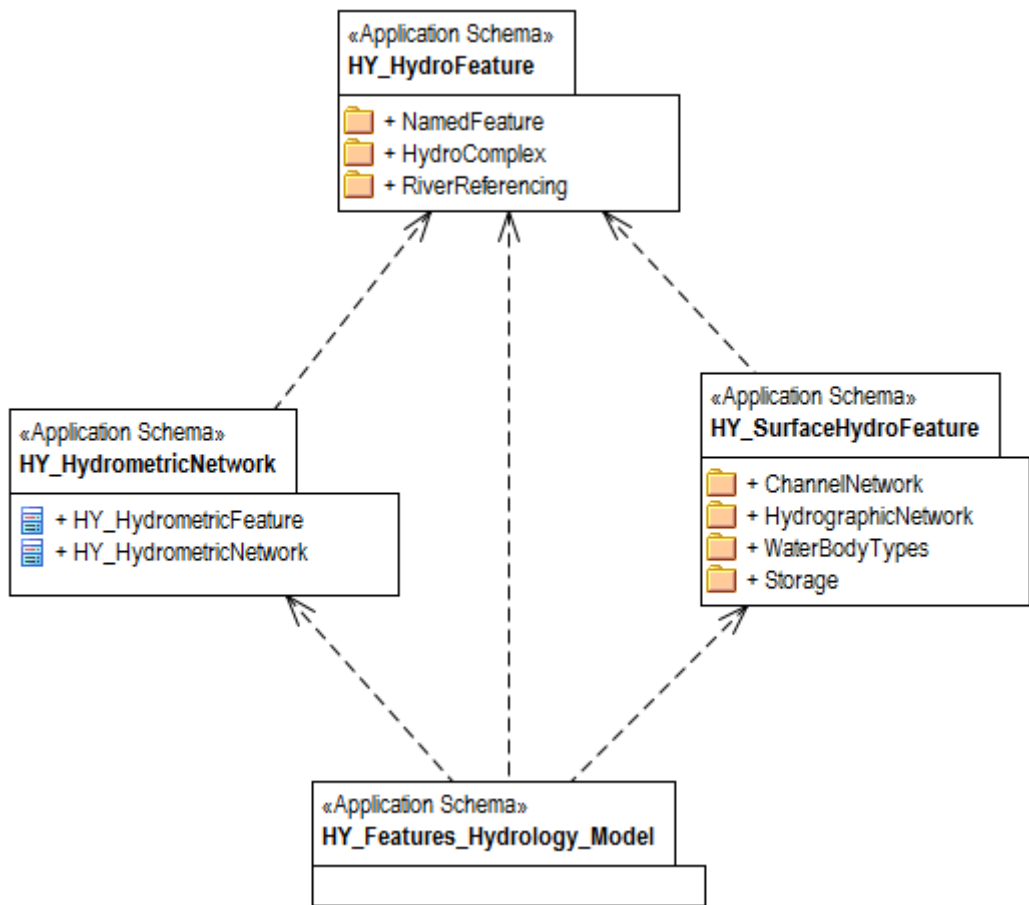 «Application Schema»
HY_HydroFeature
+ NamedFeature
+ HydroComplex
+ RiverReferencing
«Application Schema»
HY_HydrometricNetwork
+ HY_HydrometricFeature
+ HY_HydrometricNetwork
«Application Schema»
HY_SurfaceHydroFeature
+ ChannelNetwork
+ HydrographicNetwork
+ WaterBodyTypes
+ Storage
«Application Schema»
HY_Features_Hydrology_Model